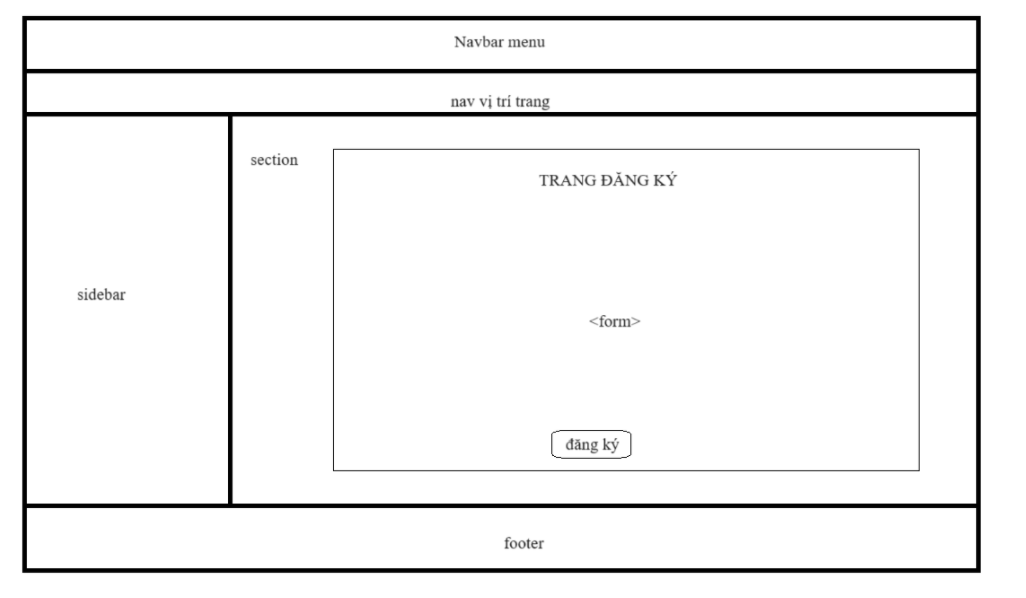 Navbar menu
nav vị trí trang
section
TRANG ĐĂNG KÝ
sidebar
<form>
đăng ký
footer